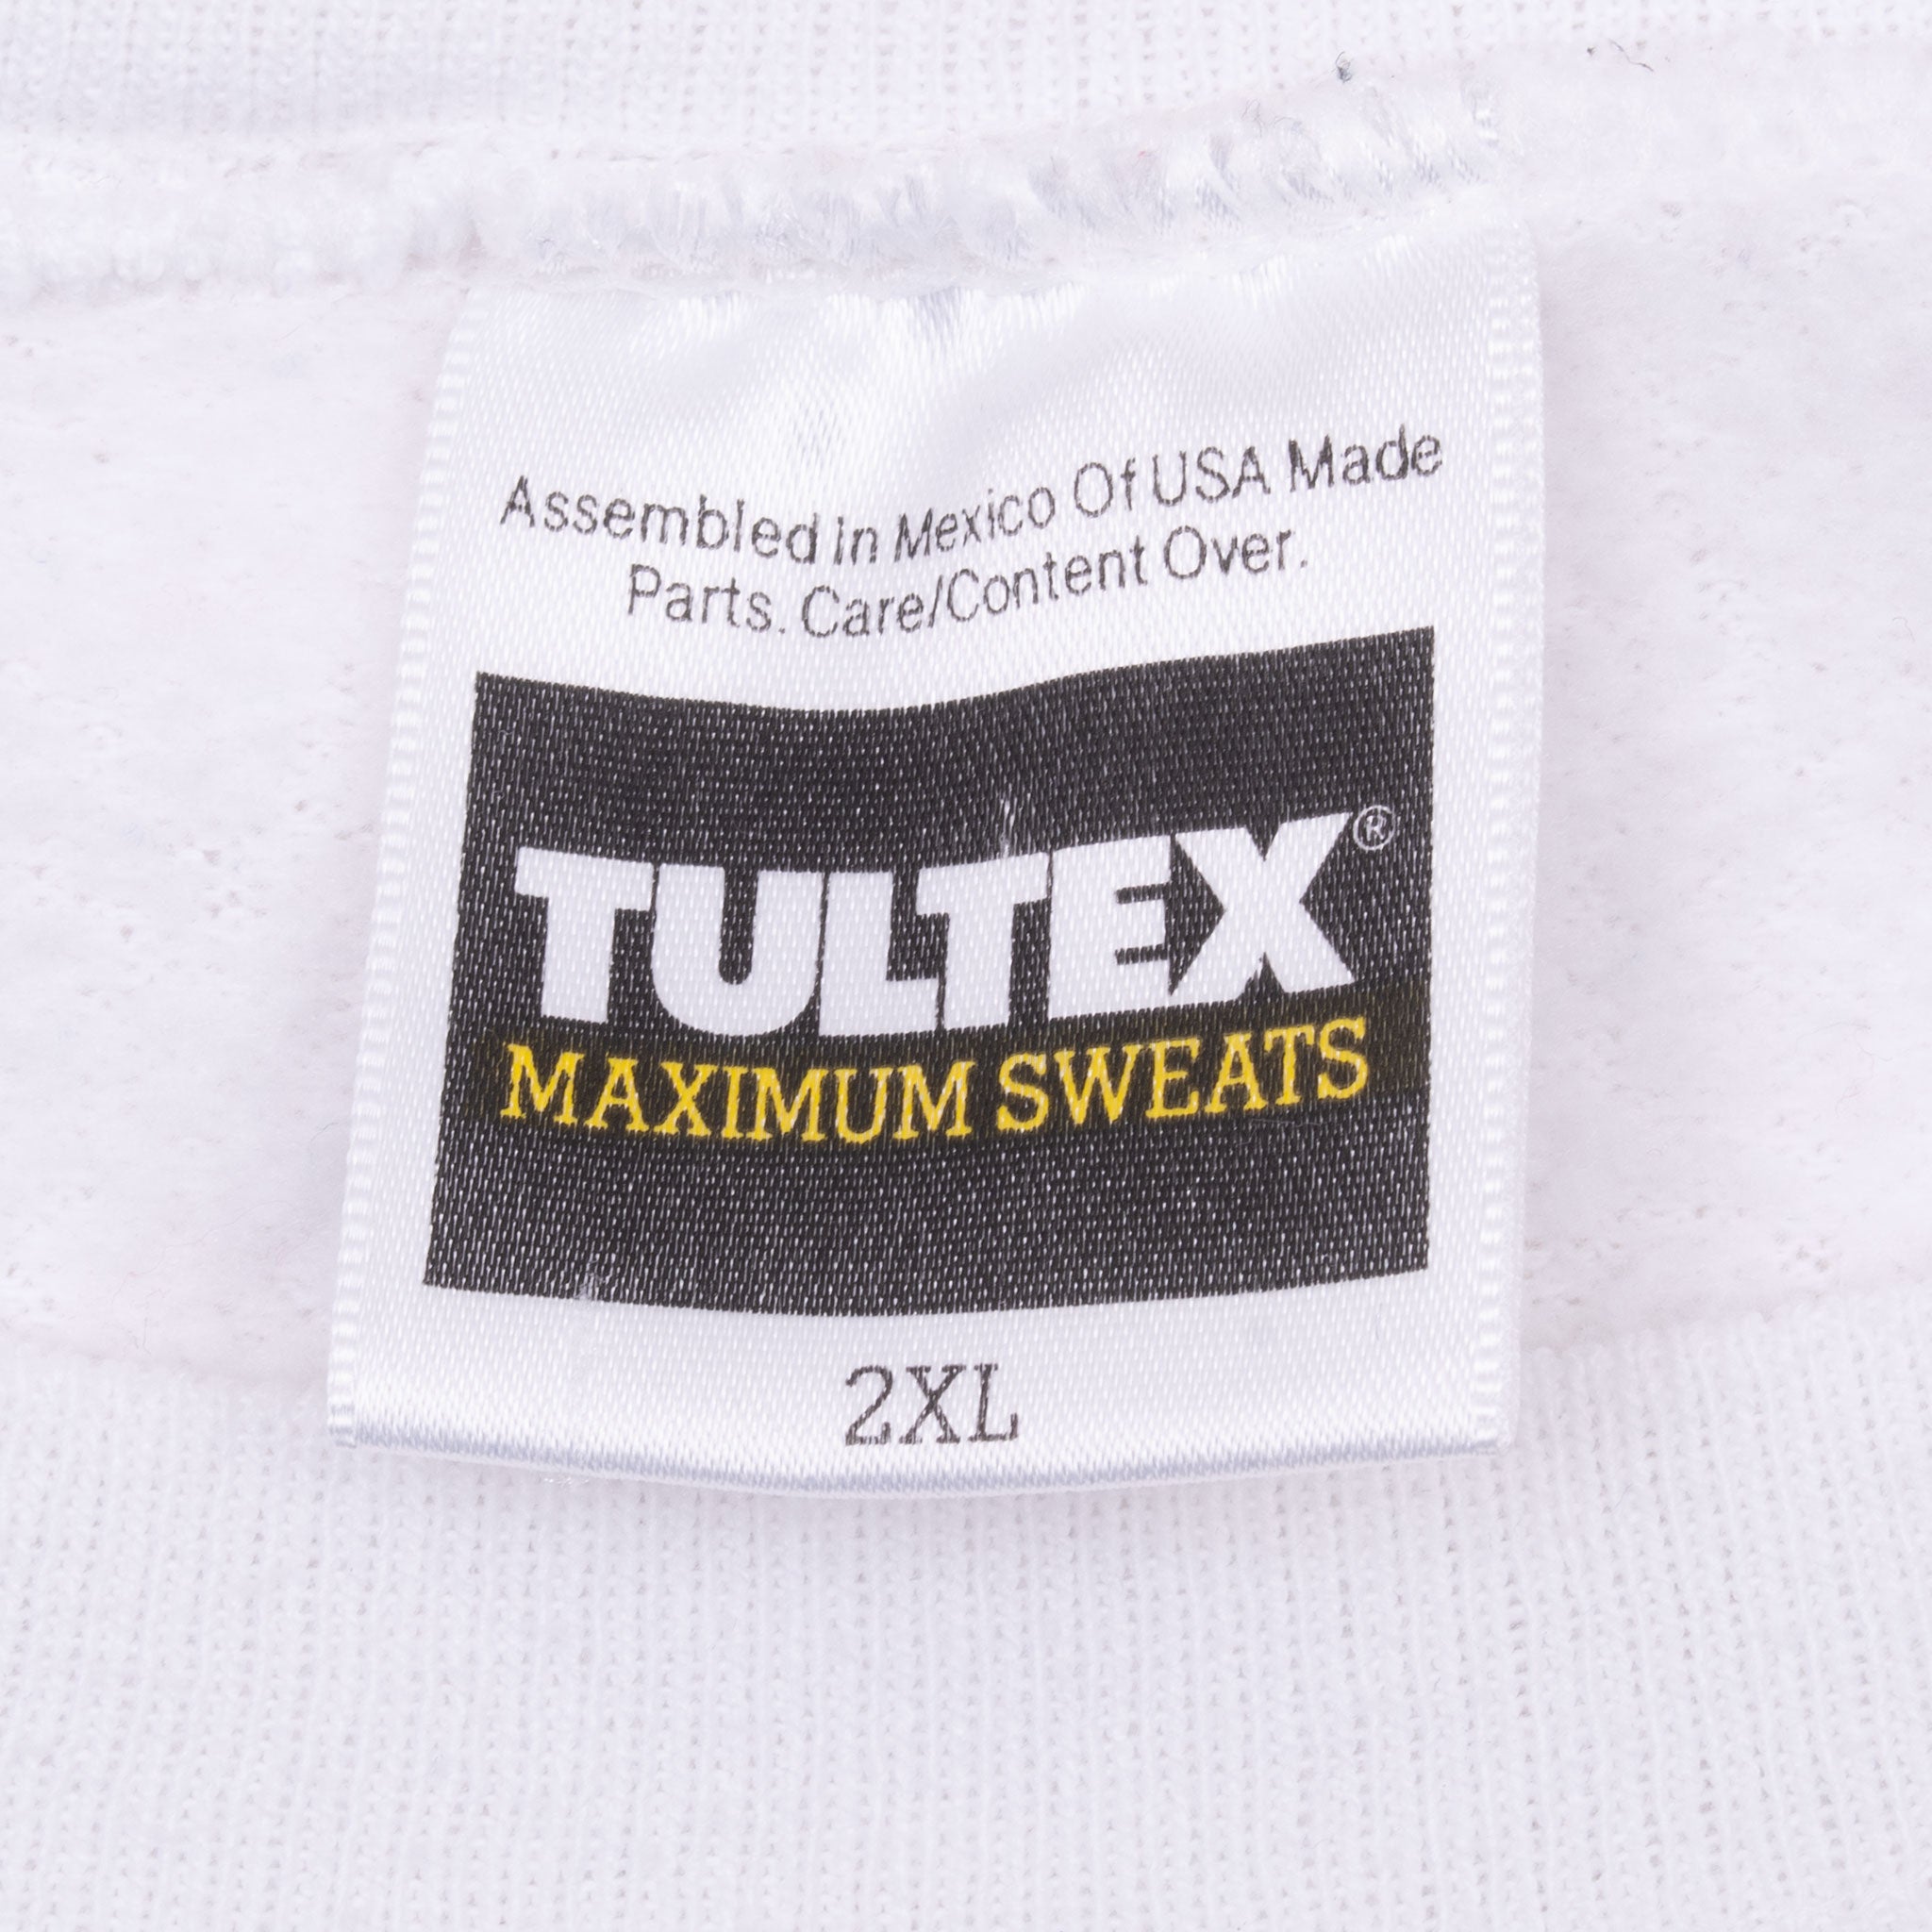 Assembled in Mexico Of USA Made
Parts. Care/Content Over.
TULTEX®
MAXIMUM SWEATS
2XL